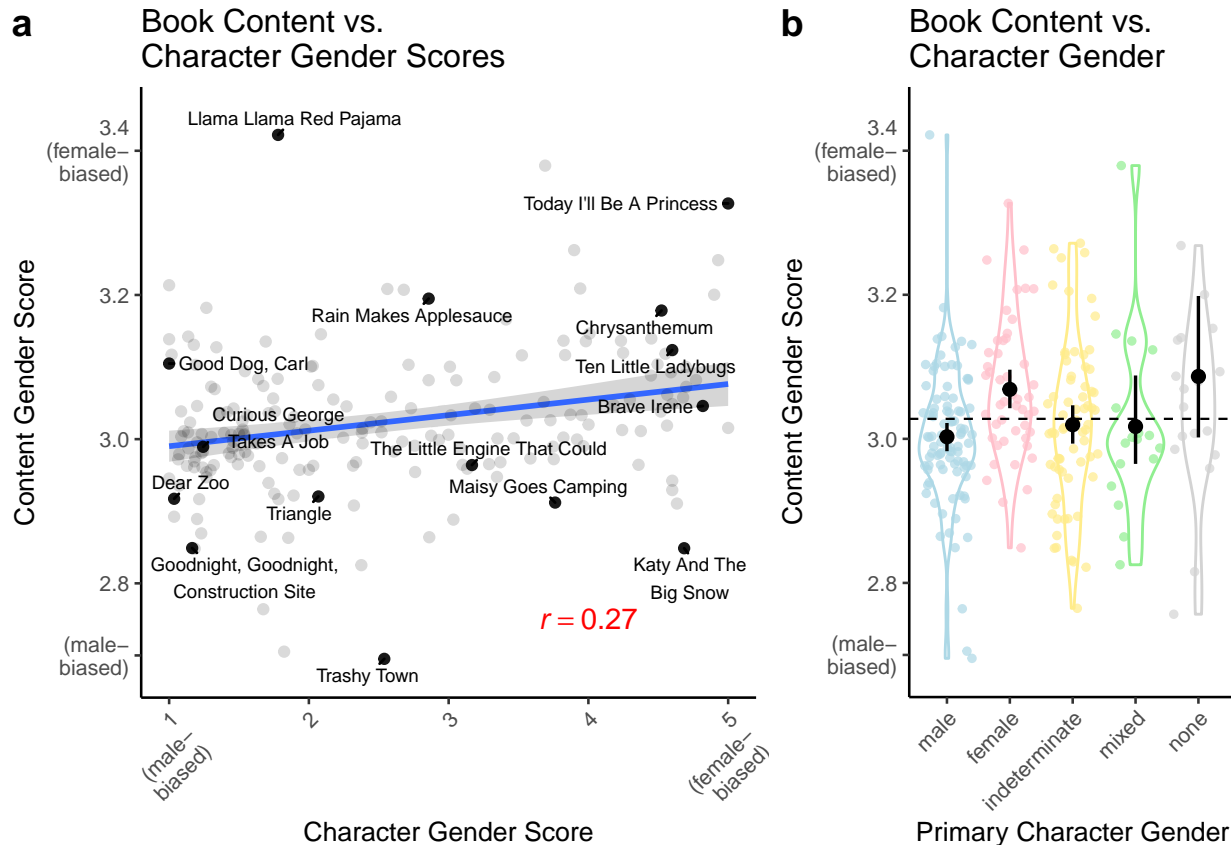 a
Book Content vs.
Character Gender Scores
Content Gender Score
3.4
(female–
biased)
3.2
3.0
2.8
(male–
biased)
Llama Llama Red Pajama
Today I'll Be A Princess
Rain Makes Applesauce
Chrysanthemum
Good Dog, Carl
Ten Little Ladybugs
Curious George
Takes A Job
Brave Irene
The Little Engine That Could
Dear Zoo
Maisy Goes Camping
Triangle
Goodnight, Goodnight,
Construction Site
Katy And The
Big Snow
r = 0.27
Trashy Town
1
(male–
biased)
2
3
4
5
(female–
biased)
Character Gender Score
b
Book Content vs.
Character Gender
Content Gender Score
3.4
(female–
biased)
3.2
3.0
2.8
(male–
biased)
male
female
indeterminate
mixed
none
Primary Character Gender